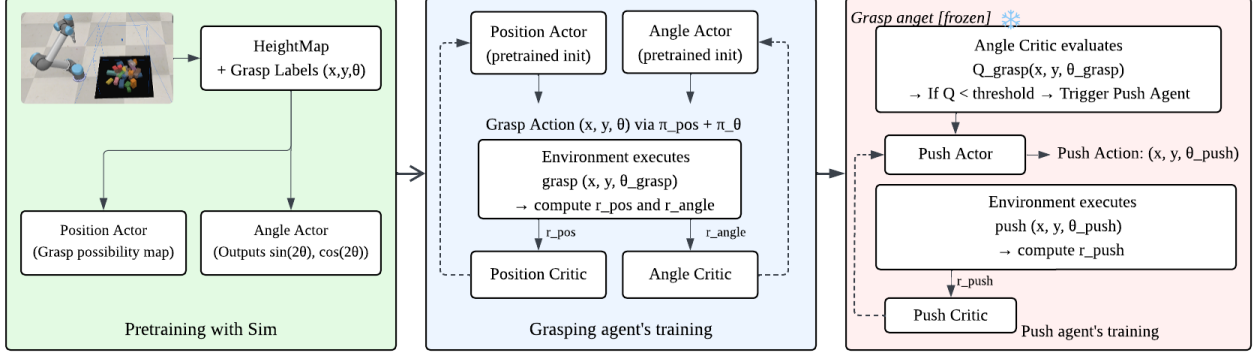 HeightMap
+ Grasp Labels (x,y,θ)
Position Actor
(Grasp possibility map)
Angle Actor
(Outputs sin(2θ), cos(2θ))
Pretraining with Sim
Position Actor
(pretrained init)
Angle Actor
(pretrained init)
Grasp Action (x, y, θ) via π_pos + π_θ
Environment executes
grasp (x, y, θ_grasp)
→ compute r_pos and r_angle
r_pos
r_angle
Position Critic
Angle Critic
Grasping agent's training
Grasp anget [frozen]
Angle Critic evaluates
Q_grasp(x, y, θ_grasp)
→ If Q < threshold → Trigger Push Agent
Push Actor
Push Action: (x, y, θ_push)
Environment executes
push (x, y, θ_push)
→ compute r_push
r_push
Push Critic
Push agent's training